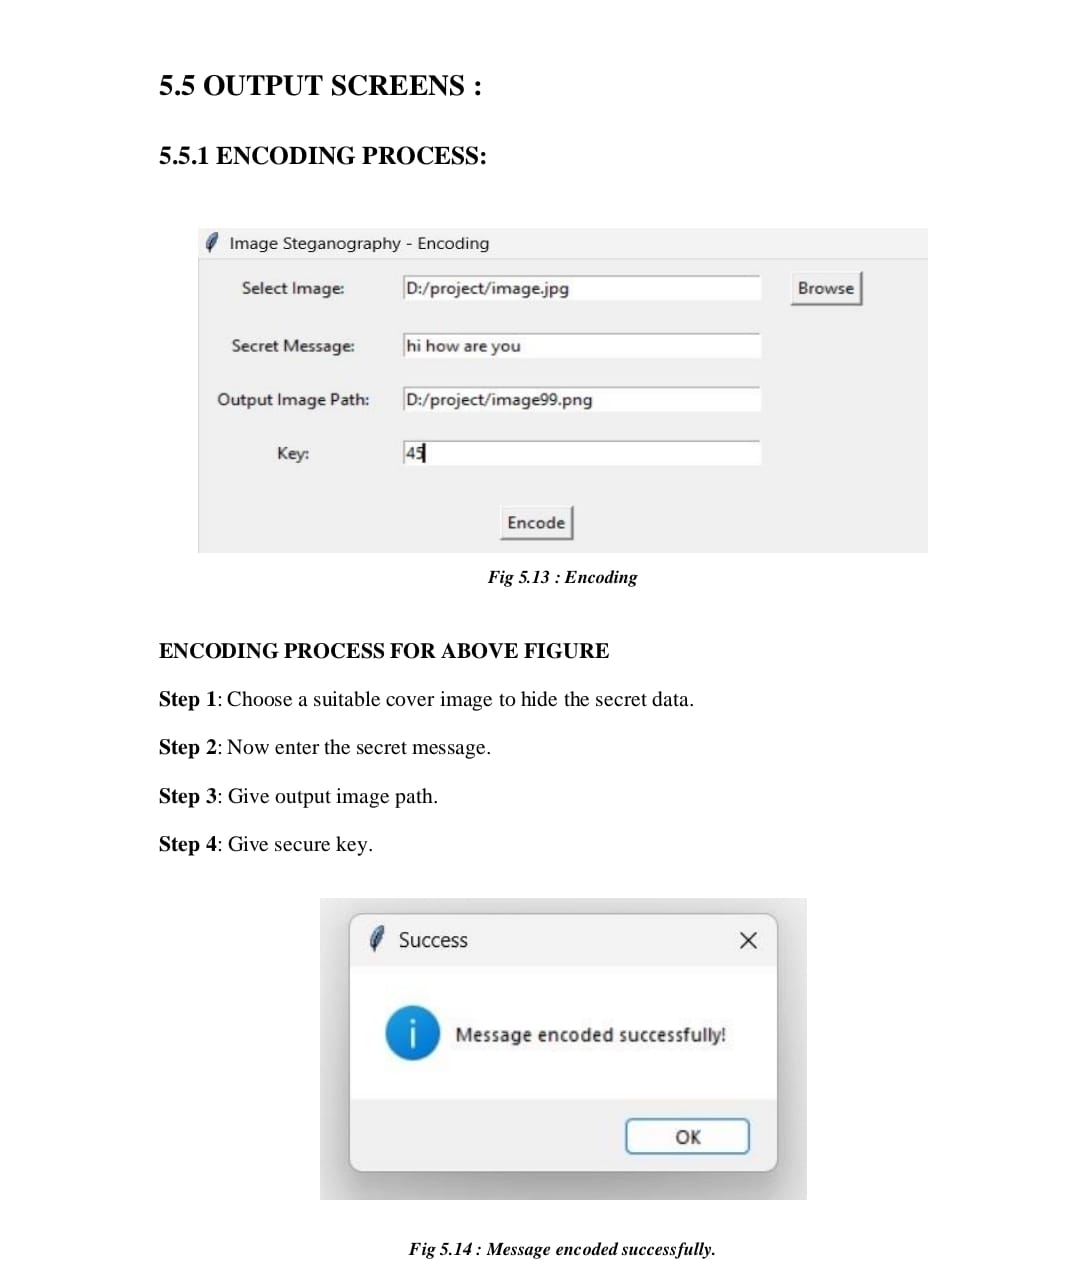 5.5 OUTPUT SCREENS :
5.5.1 ENCODING PROCESS:
Image Steganography - Encoding
Select Image: D:/project/image.jpg Browse
Secret Message: hi how are you
Output Image Path: D:/project/image99.png
Key: 45
Encode
Fig 5.13 : Encoding
ENCODING PROCESS FOR ABOVE FIGURE
Step 1: Choose a suitable cover image to hide the secret data.
Step 2: Now enter the secret message.
Step 3: Give output image path.
Step 4: Give secure key.
Success
Message encoded successfully!
OK
Fig 5.14 : Message encoded successfully.